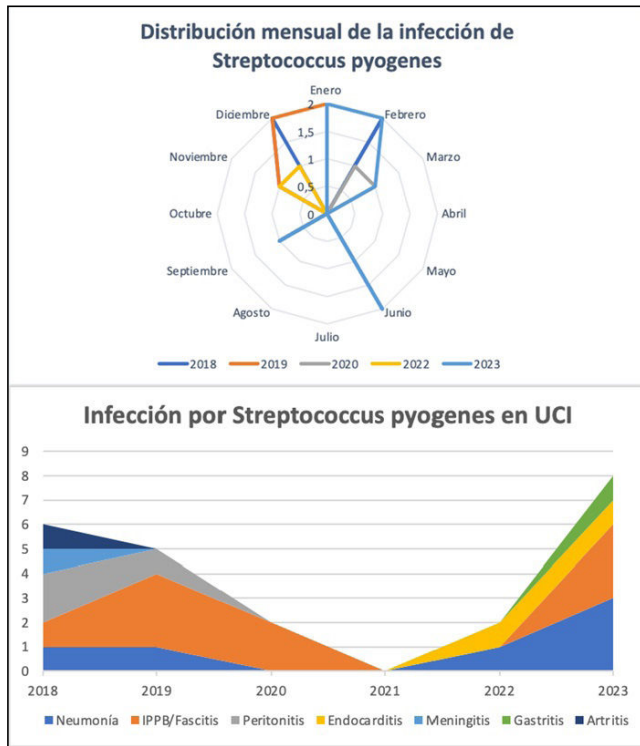 Distribución mensual de la infección de
Streptococcus pyogenes
Enero
Diciembre
Febrero
Noviembre
Marzo
Octubre
Abril
Septiembre
Mayo
Agosto
Junio
Julio
2
1,5
1
0,5
0
2018 2019 2020 2022 2023
Infección por Streptococcus pyogenes en UCI
9
8
7
6
5
4
3
2
1
0
2018 2019 2020 2021 2022 2023
Neumonía IPPB/Fascitis Peritonitis Endocarditis Meningitis Gastritis Artritis